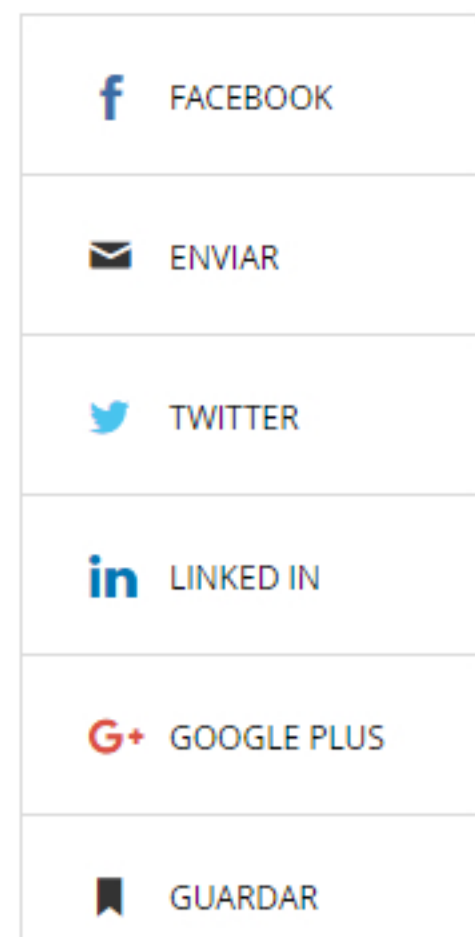 FACEBOOK
ENVIAR
TWITTER
LINKED IN
GOOGLE PLUS
GUARDAR